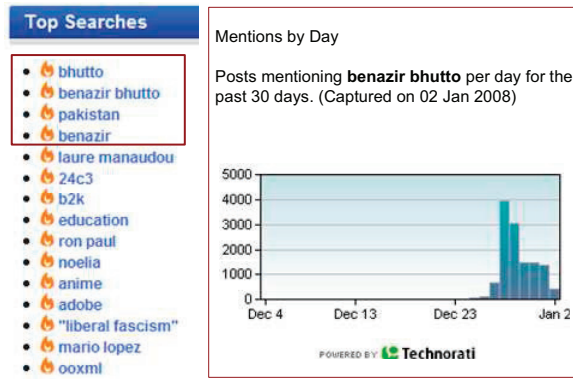 Top Searches
bhutto
benazir bhutto
pakistan
benazir
laure manaudou
24c3
b2k
education
ron paul
noelia
anime
adobe
"liberal fascism"
mario lopez
ooxml
Mentions by Day
Posts mentioning benazir bhutto per day for the
past 30 days. (Captured on 02 Jan 2008)
5000
4000
3000
2000
1000
0
Dec 4 Dec 13 Dec 23 Jan 2
POWERED BY Technorati